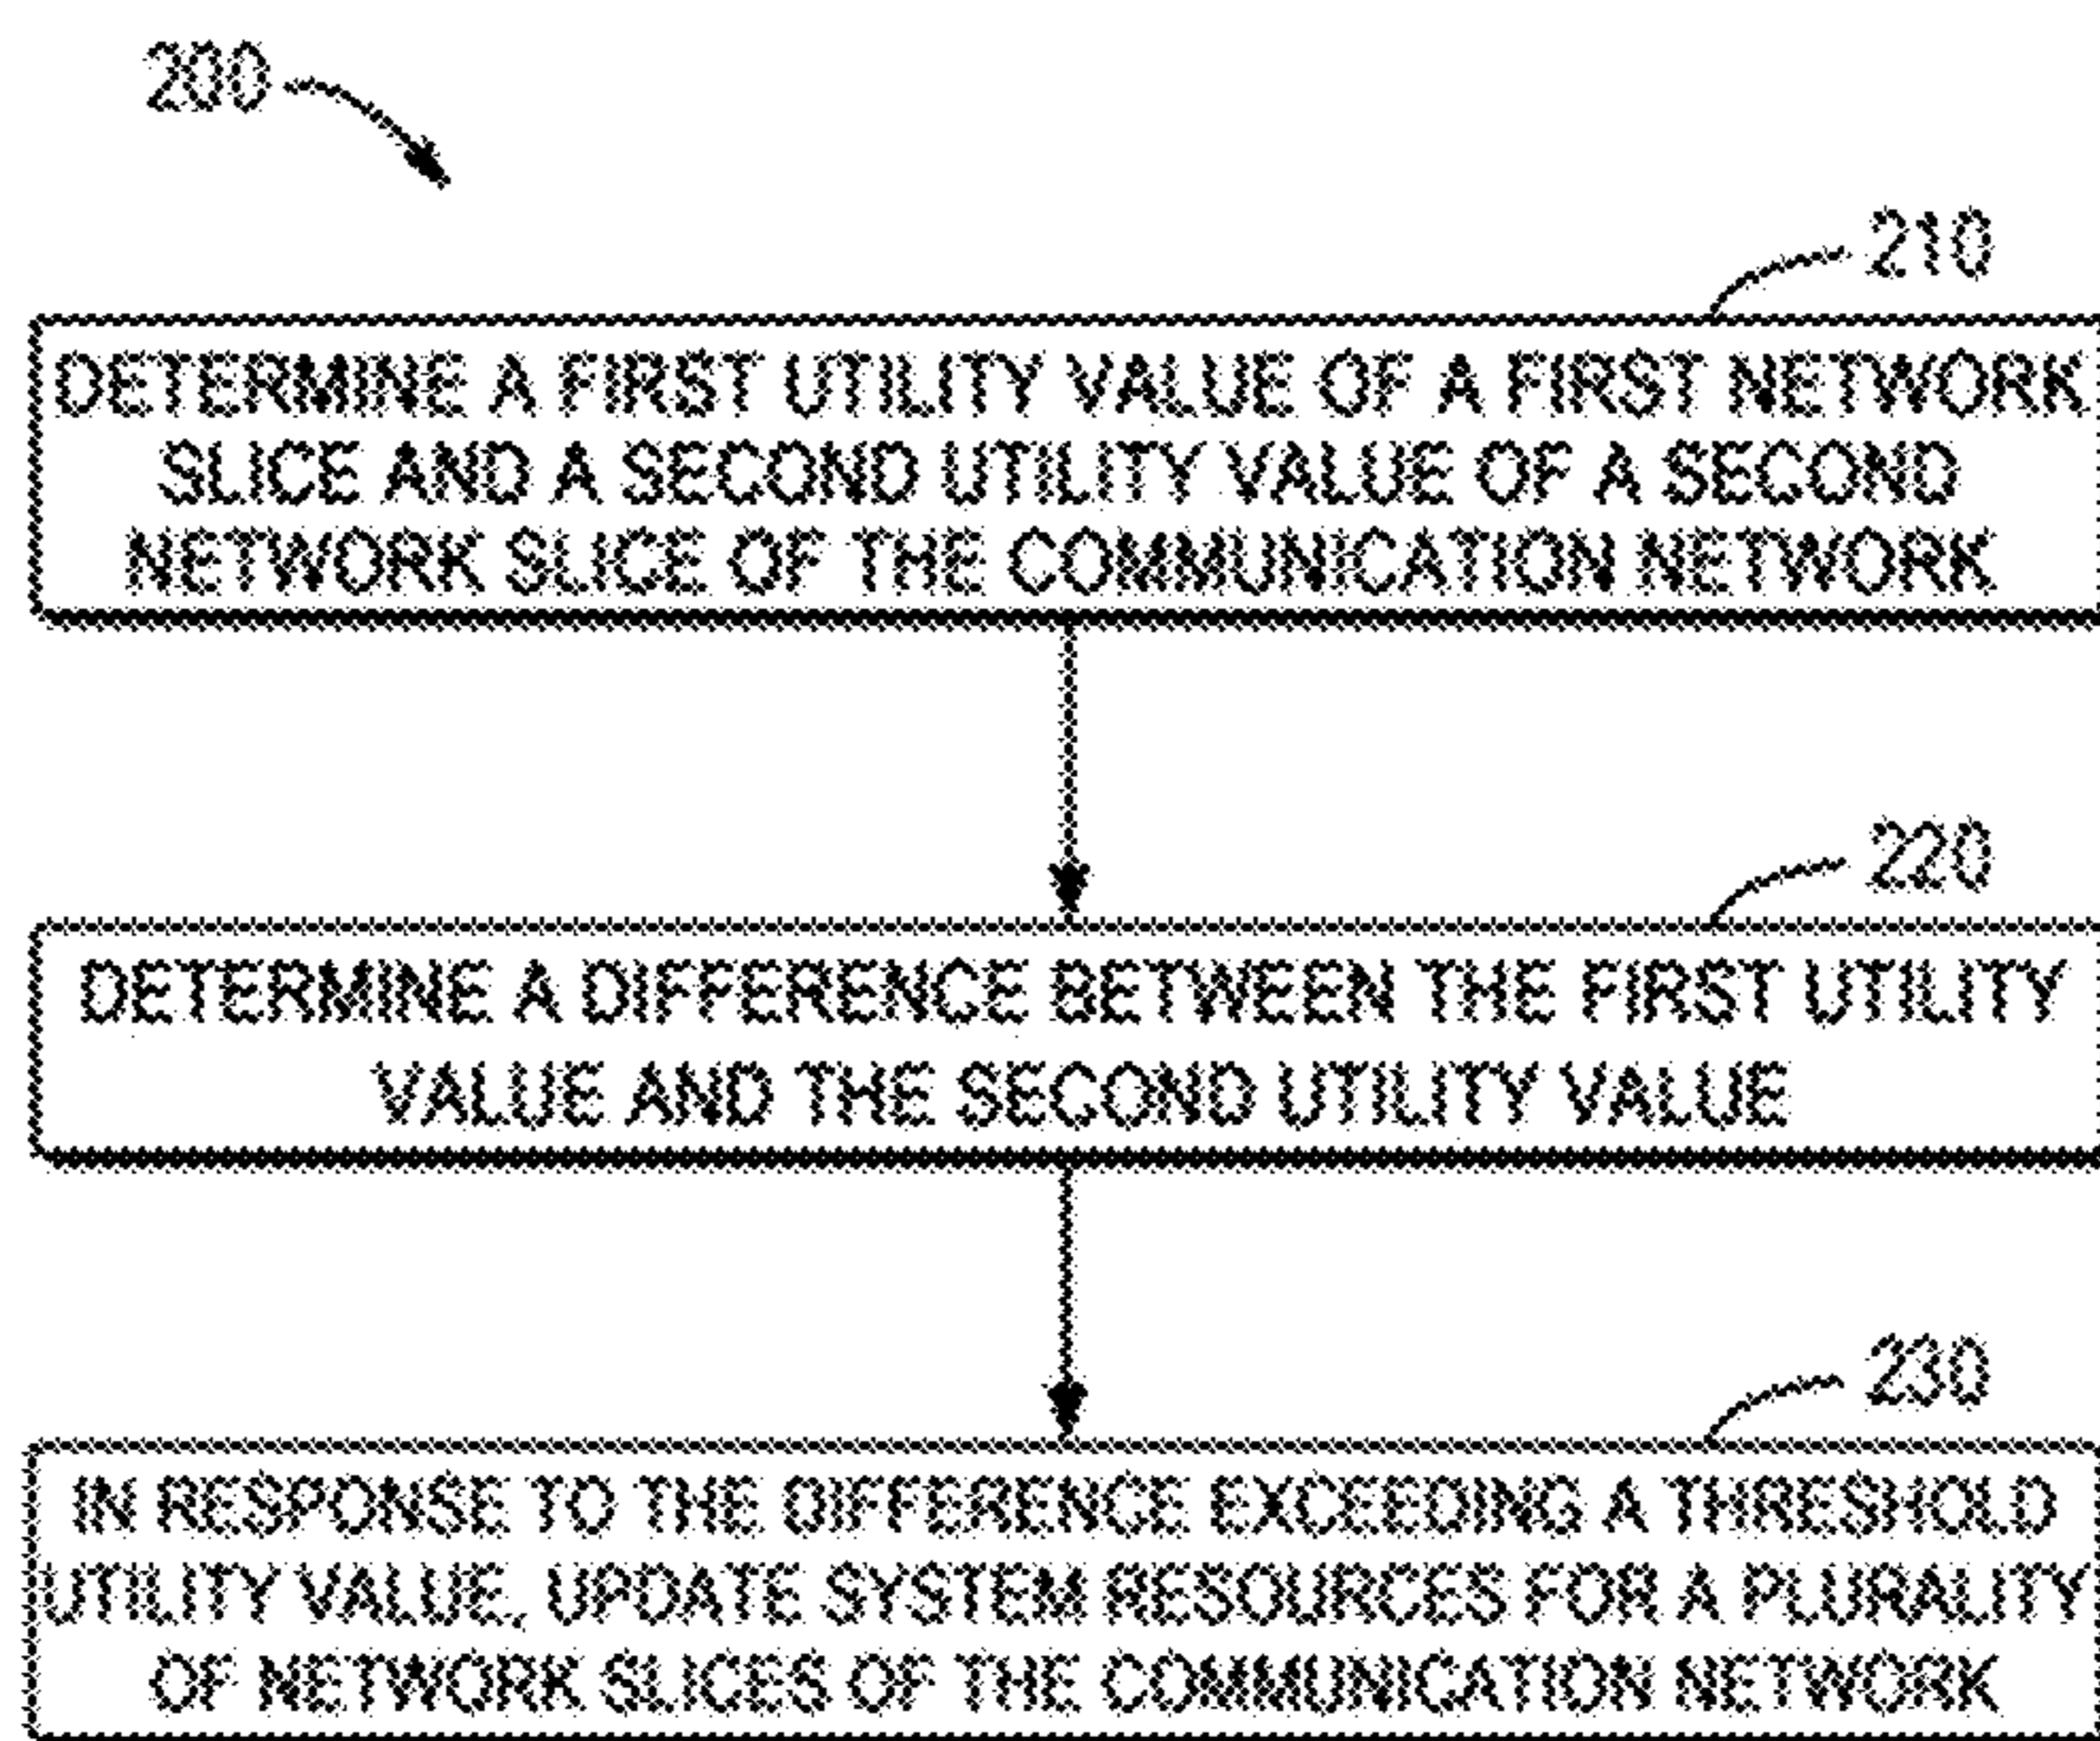 200
210
DETERMINE A FIRST UTILITY VALUE OF A FIRST NETWORK
SLICE AND A SECOND UTILITY VALUE OF A SECOND
NETWORK SLICE OF THE COMMUNICATION NETWORK
220
DETERMINE A DIFFERENCE BETWEEN THE FIRST UTILITY
VALUE AND THE SECOND UTILITY VALUE
230
IN RESPONSE TO THE DIFFERENCE EXCEEDING A THRESHOLD
UTILITY VALUE, UPDATE SYSTEM RESOURCES FOR A PLURALITY
OF NETWORK SLICES OF THE COMMUNICATION NETWORK